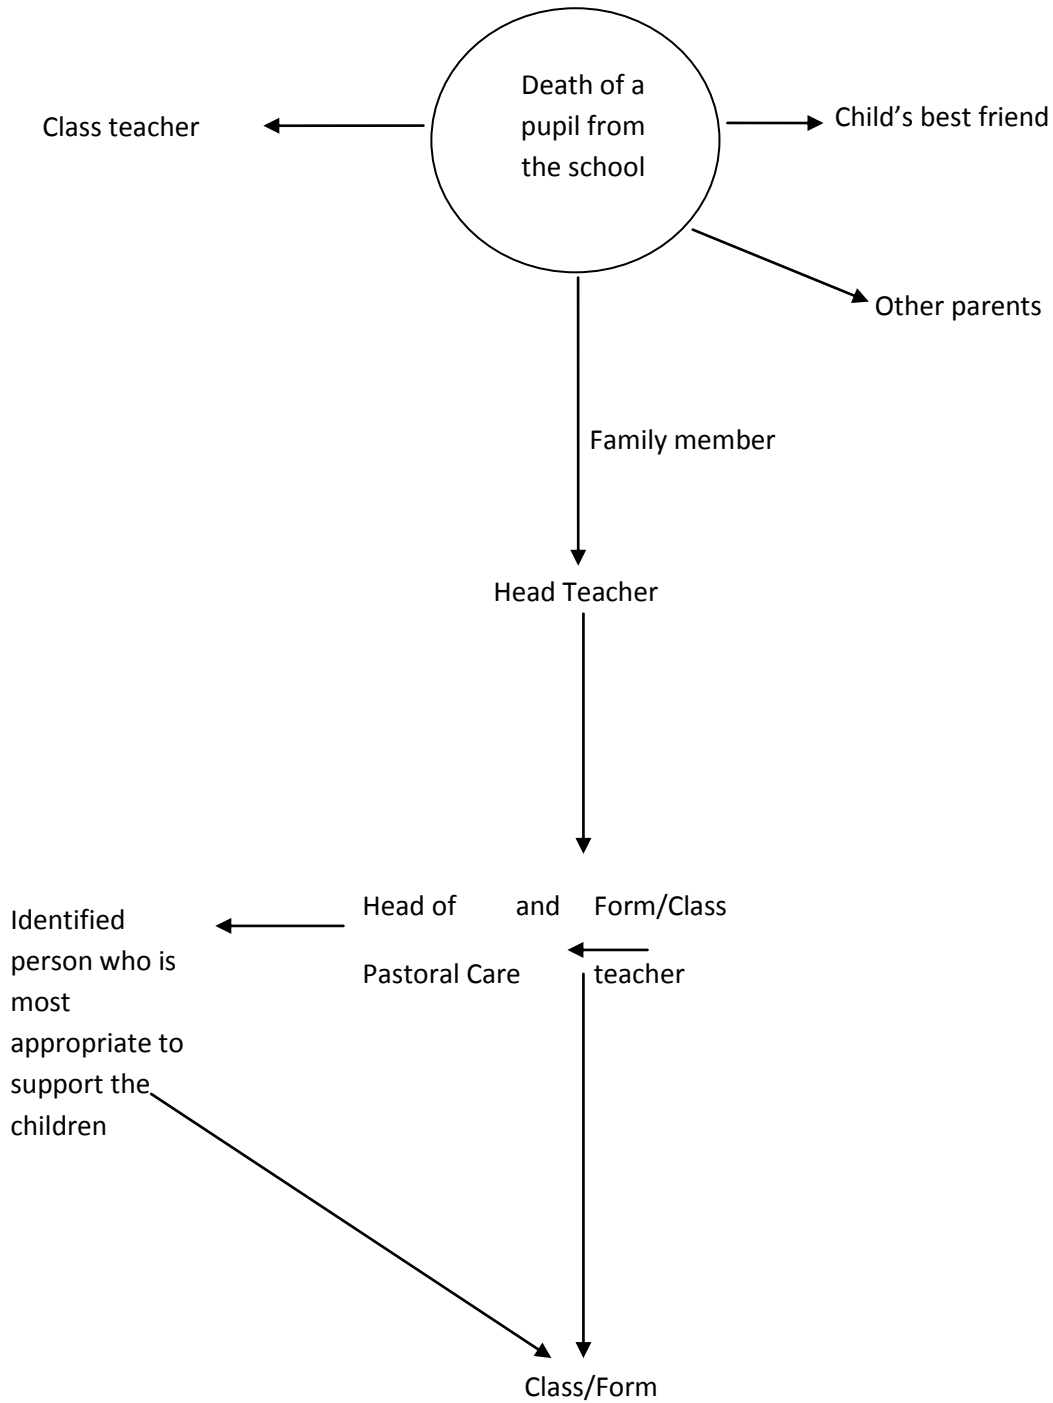 Death of a
pupil from
the school
Class teacher
Child's best friend
Other parents
Family member
Head Teacher
Head of and Form/Class
Pastoral Care teacher
Identified
person who is
most
appropriate to
support the
children
Class/Form